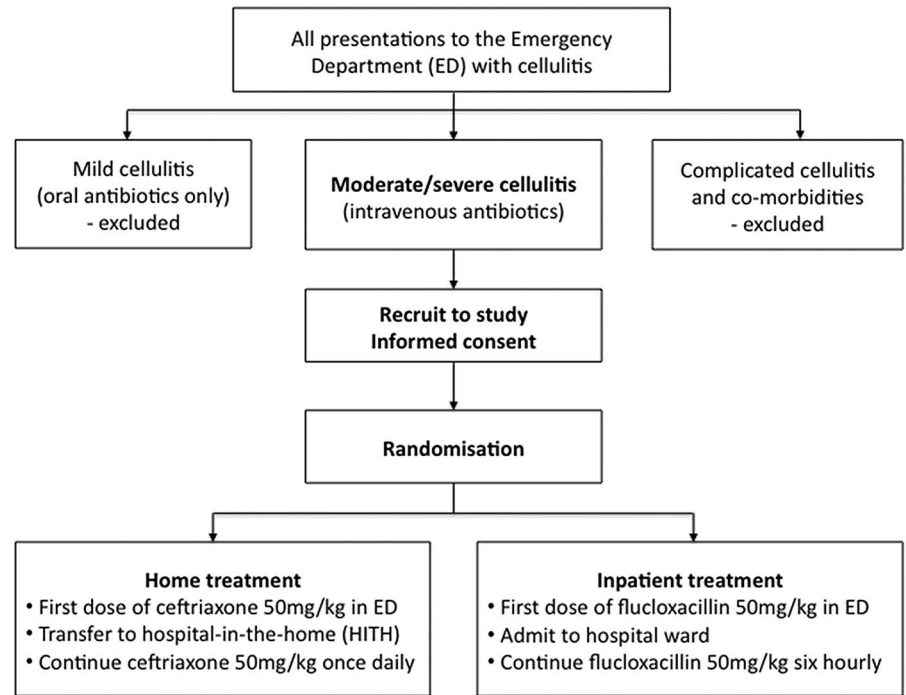 All presentations to the Emergency
Department (ED) with cellulitis
Mild cellulitis
(oral antibiotics only)
- excluded
Moderate/severe cellulitis
(intravenous antibiotics)
Complicated cellulitis
and co-morbidities
- excluded
Recruit to study
Informed consent
Randomisation
Home treatment
• First dose of ceftriaxone 50mg/kg in ED
• Transfer to hospital-in-the-home (HITH)
• Continue ceftriaxone 50mg/kg once daily
Inpatient treatment
• First dose of flucloxacillin 50mg/kg in ED
• Admit to hospital ward
• Continue flucloxacillin 50mg/kg six hourly